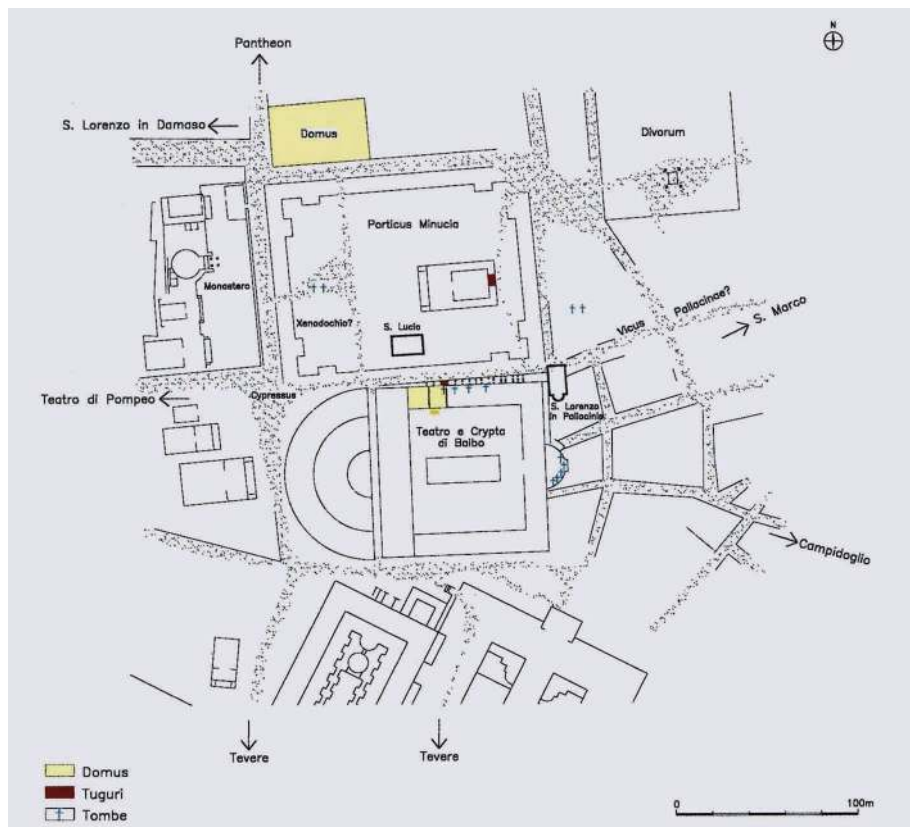 N
Pantheon
S. Lorenzo in Damaso
Domus
Divorum
Porticus Minucia
Monastero
Xenodochio?
S. Lucia
Vicus Pallacinae?
S. Marco
Teatro di Pompeo
Cypressus
S. Lorenzo
in Pallacinis
Teatro e Crypta
di Balbo
Campidoglio
Tevere
Tevere
Domus
Tuguri
Tombe
0 100m